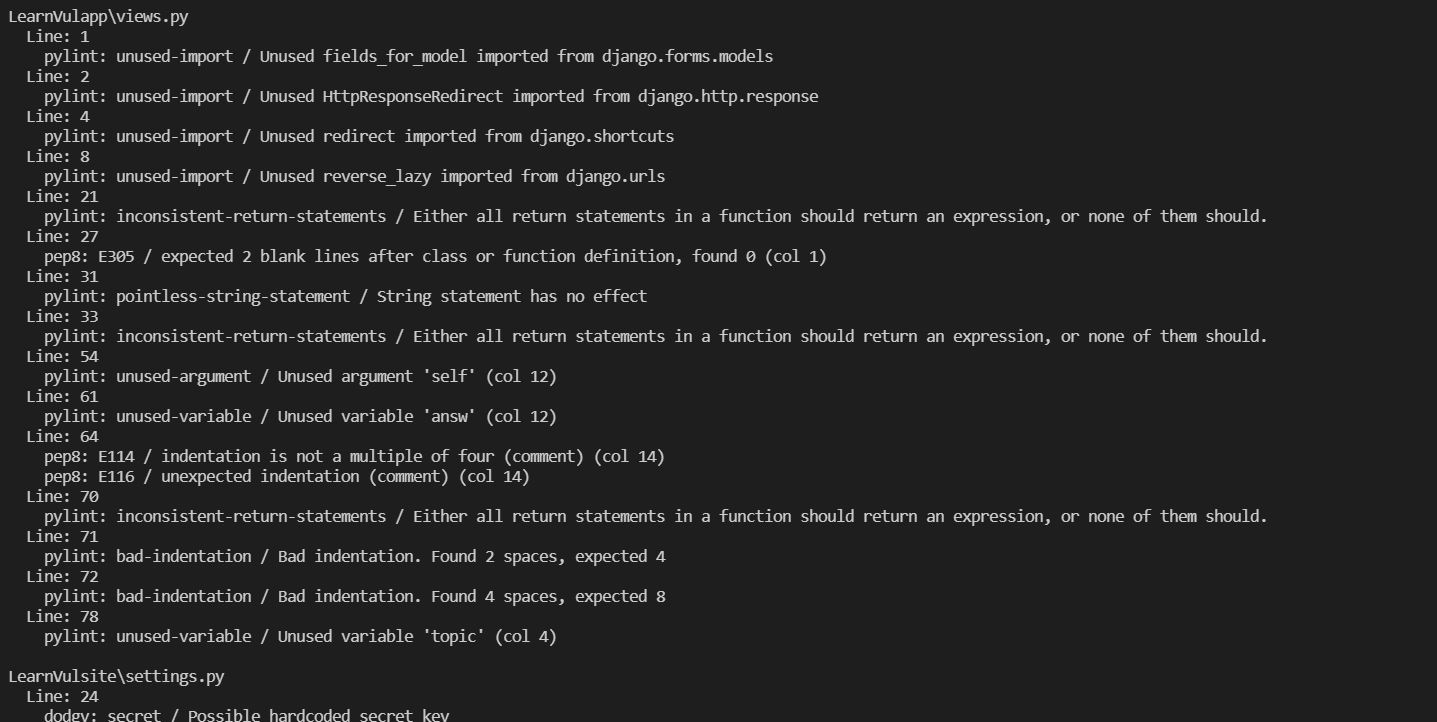 LearnVulapp\views.py
Line: 1
pylint: unused-import / Unused fields_for_model imported from django.forms.models
Line: 2
pylint: unused-import / Unused HttpResponseRedirect imported from django.http.response
Line: 4
pylint: unused-import / Unused redirect imported from django.shortcuts
Line: 8
pylint: unused-import / Unused reverse_lazy imported from django.urls
Line: 21
pylint: inconsistent-return-statements / Either all return statements in a function should return an expression, or none of them should.
Line: 27
pep8: E305 / expected 2 blank lines after class or function definition, found 0 (col 1)
Line: 31
pylint: pointless-string-statement / String statement has no effect
Line: 33
pylint: inconsistent-return-statements / Either all return statements in a function should return an expression, or none of them should.
Line: 54
pylint: unused-argument / Unused argument 'self' (col 12)
Line: 61
pylint: unused-variable / Unused variable 'answ' (col 12)
Line: 64
pep8: E114 / indentation is not a multiple of four (comment) (col 14)
pep8: E116 / unexpected indentation (comment) (col 14)
Line: 70
pylint: inconsistent-return-statements / Either all return statements in a function should return an expression, or none of them should.
Line: 71
pylint: bad-indentation / Bad indentation. Found 2 spaces, expected 4
Line: 72
pylint: bad-indentation / Bad indentation. Found 4 spaces, expected 8
Line: 78
pylint: unused-variable / Unused variable 'topic' (col 4)
LearnVulsite\settings.py
Line: 24
dodgy: secret / Possible hardcoded secret key